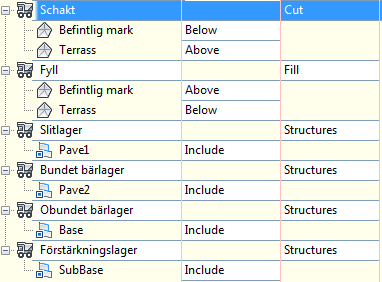 Schakt Cut
Befintlig mark Below
Terrass Above
Fyll Fill
Befintlig mark Above
Terrass Below
Slitlager Structures
Pave1 Include
Bundet bärlager Structures
Pave2 Include
Obundet bärlager Structures
Base Include
Förstärkningslager Structures
SubBase Include